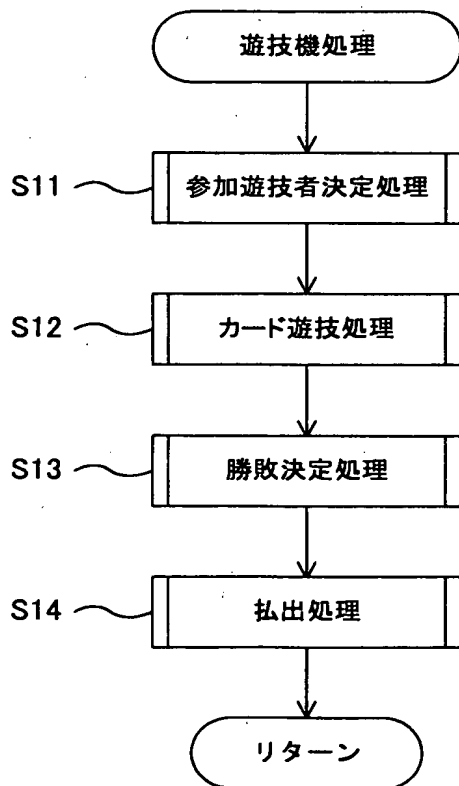 遊技機処理
S11 参加遊技者決定処理
S12 カード遊技処理
S13 勝敗決定処理
S14 払出処理
リターン